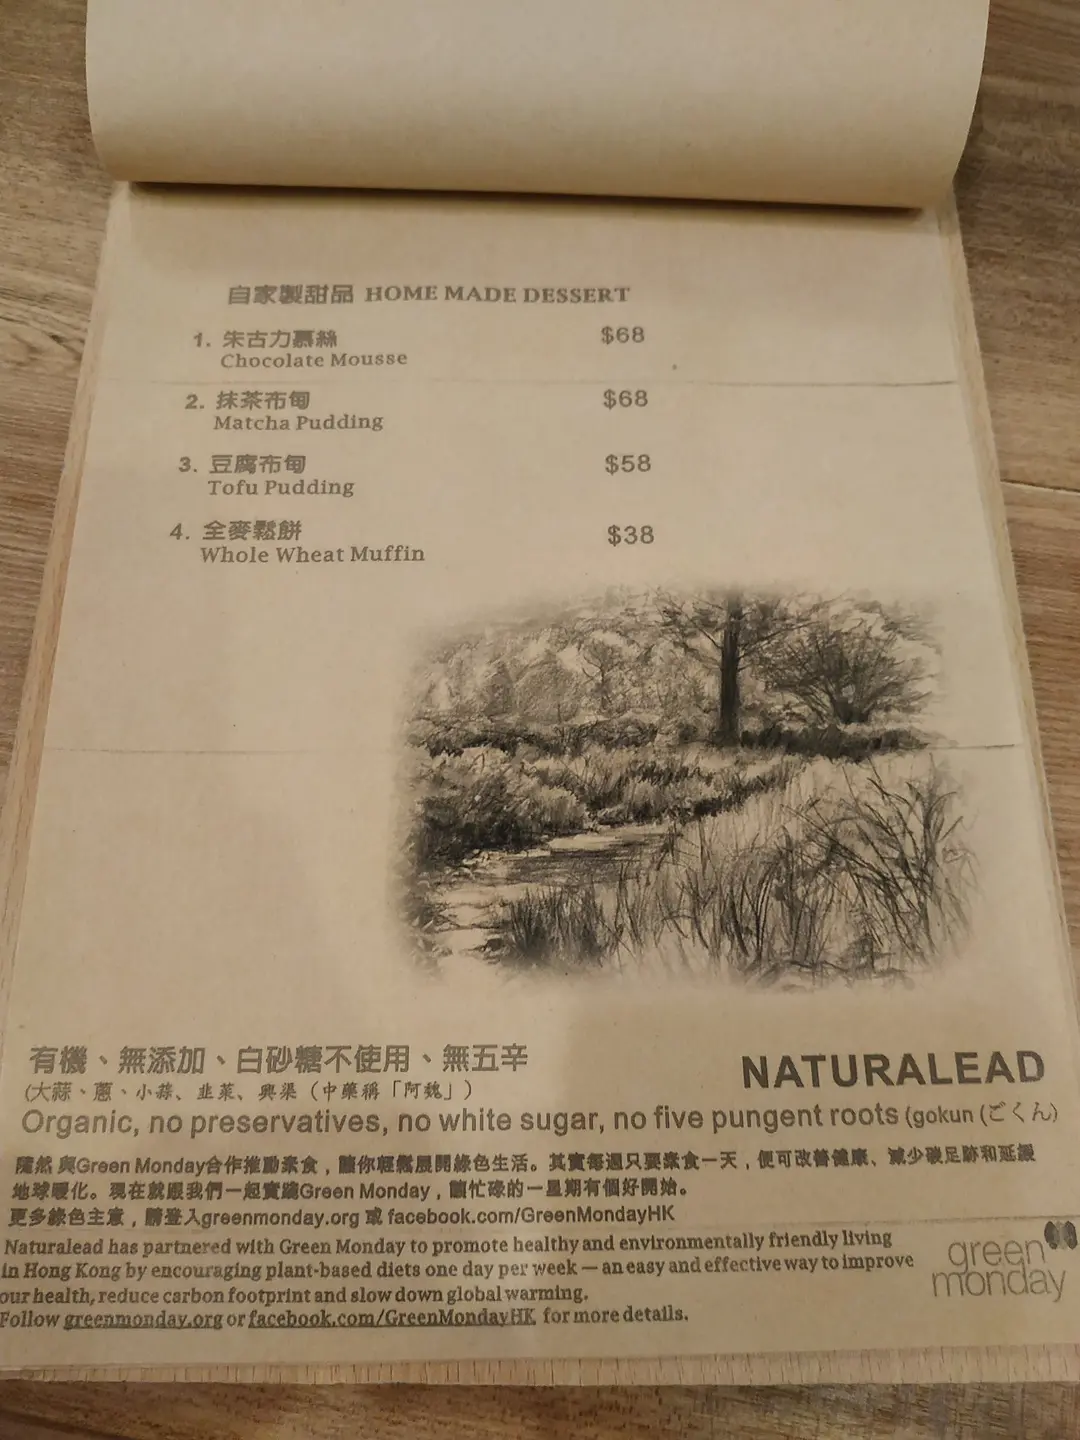 自家製甜品 HOME MADE DESSERT
1. 朱古力慕絲 $68
Chocolate Mousse
2. 抹茶布甸 $68
Matcha Pudding
3. 豆腐布甸 $58
Tofu Pudding
4. 全麥鬆餅 $38
Whole Wheat Muffin
有機、無添加、白砂糖不使用、無五辛
(大蒜、蔥、小蒜、韭菜、興渠（中藥稱「阿魏」)
NATURALEAD
Organic, no preservatives, no white sugar, no five pungent roots (gokun (ごくん)
隨然 與Green Monday合作推動素食，讓你輕鬆展開綠色生活。其實每週只要素食一天，便可改善健康、減少碳足跡和延緩
地球暖化。現在就跟我們一起實踐Green Monday，讓忙碌的一星期有個好開始。
更多綠色主意，請登入greenmonday.org 或 facebook.com/GreenMondayHK
Naturalead has partnered with Green Monday to promote healthy and environmentally friendly living
in Hong Kong by encouraging plant-based diets one day per week — an easy and effective way to improve
our health, reduce carbon footprint and slow down global warming.
Follow greenmonday.org or facebook.com/GreenMondayHK for more details.
green
monday